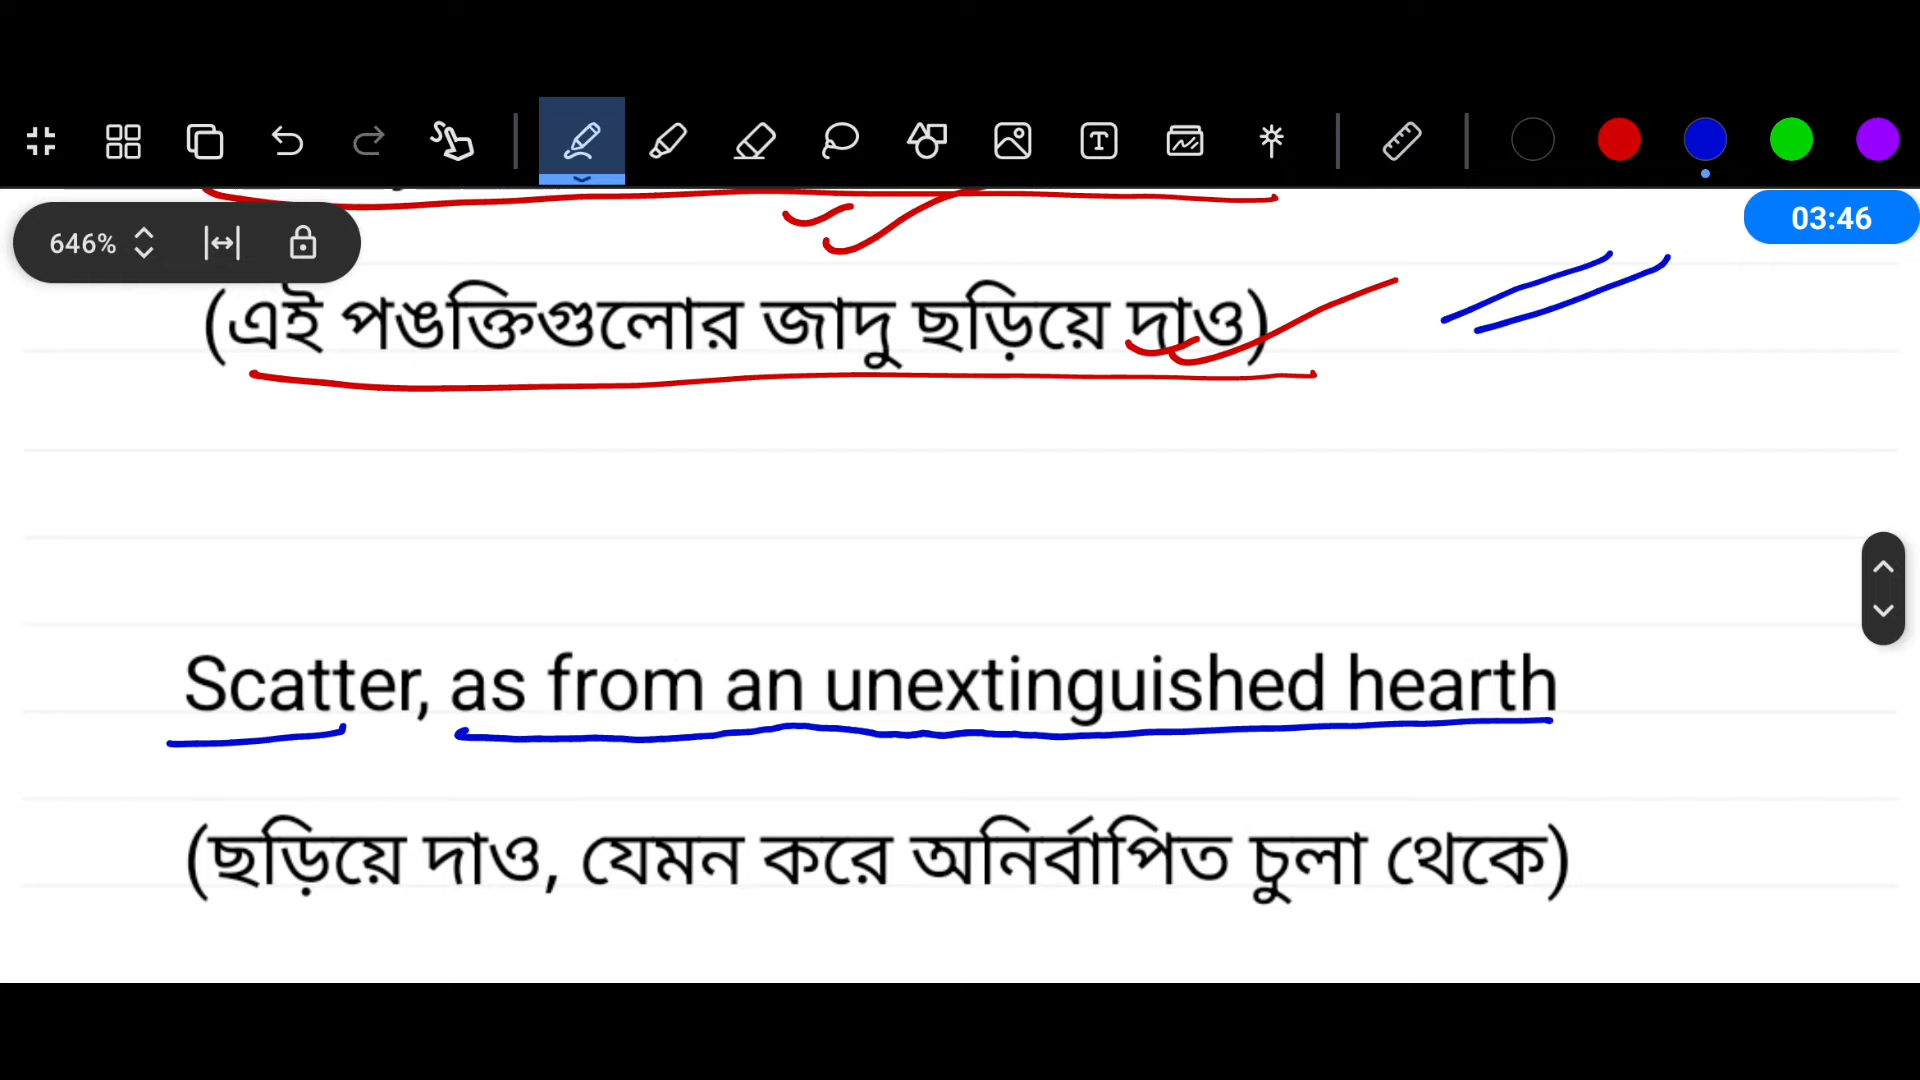 646%
03:46
(এই পঙক্তিগুলোর জাদু ছড়িয়ে দাও)
Scatter, as from an unextinguished hearth
(ছড়িয়ে দাও, যেমন করে অনির্বাপিত চুলা থেকে)